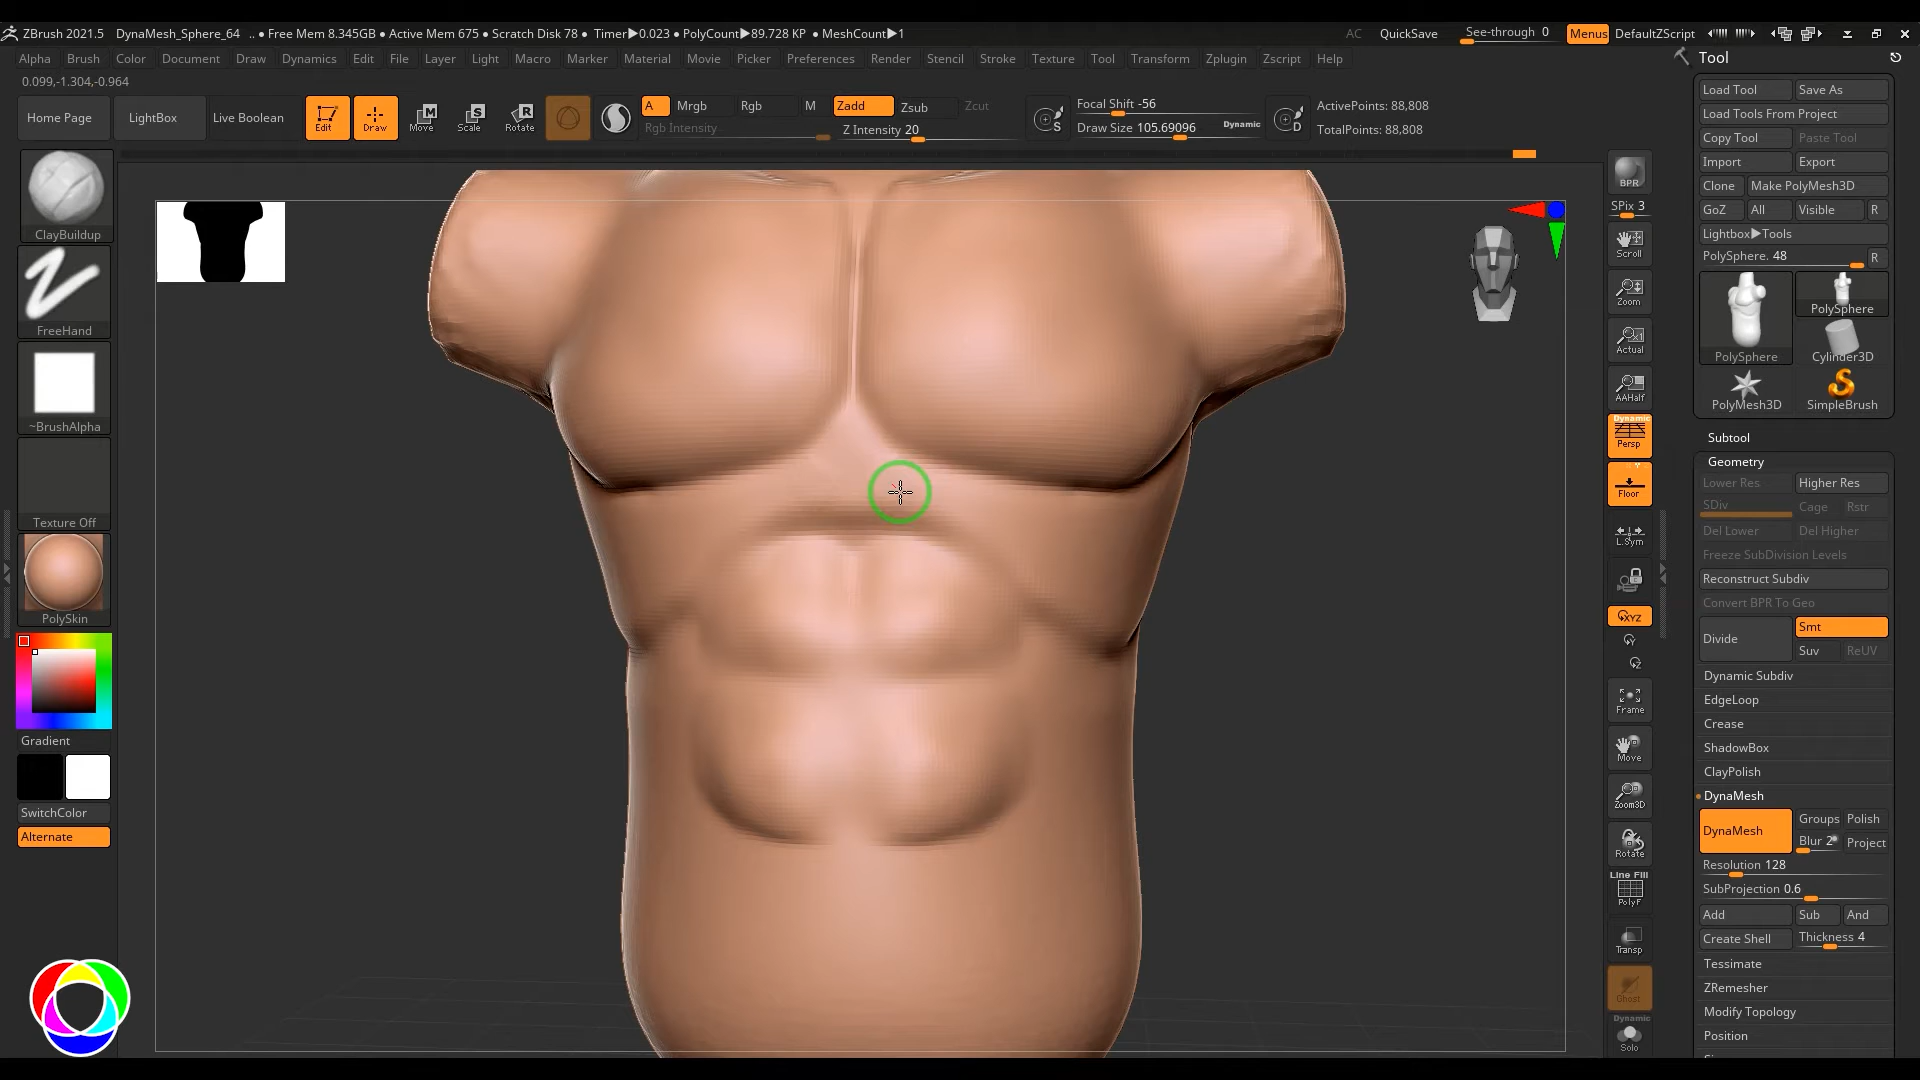 ZBrush 2021.5 DynaMesh_Sphere_64 .. ● Free Mem 8.345GB ● Active Mem 675 ● Scratch Disk 78 ● Timer▶0.023 ● PolyCount▶89.728 KP ● MeshCount▶1 AC QuickSave See-through 0 Menus DefaultZScript
Alpha Brush Color Document Draw Dynamics Edit File Layer Light Macro Marker Material Movie Picker Preferences Render Stencil Stroke Texture Tool Transform Zplugin Zscript Help
0.099,-1.304,-0.964
Home Page LightBox Live Boolean Edit Draw Move Scale Rotate
A Mrgb Rgb M Zadd Zsub Zcut
Rgb Intensity Z Intensity 20
S Focal Shift -56
Draw Size 105.69096 Dynamic
D ActivePoints: 88,808
TotalPoints: 88,808
ClayBuildup
FreeHand
~BrushAlpha
Texture Off
PolySkin
Gradient
SwitchColor
Alternate
BPR
SPix 3
Scroll
Zoom
Actual
AAHalf
Dynamic
Persp
Floor
L.Sym
XYZ
Y
Z
Frame
Move
Zoom3D
Rotate
Line Fill
PolyF
Transp
Ghost
Dynamic
Solo
Tool
Load Tool Save As
Load Tools From Project
Copy Tool Paste Tool
Import Export
Clone Make PolyMesh3D
GoZ All Visible R
Lightbox▶Tools
PolySphere. 48 R
PolySphere PolySphere
Cylinder3D
PolyMesh3D SimpleBrush
Subtool
Geometry
Lower Res Higher Res
SDiv Cage Rstr
Del Lower Del Higher
Freeze SubDivision Levels
Reconstruct Subdiv
Convert BPR To Geo
Divide Smt
Suv ReUV
Dynamic Subdiv
EdgeLoop
Crease
ShadowBox
ClayPolish
DynaMesh
DynaMesh Groups Polish
Blur 2 Project
Resolution 128
SubProjection 0.6
Add Sub And
Create Shell Thickness 4
Tessimate
ZRemesher
Modify Topology
Position